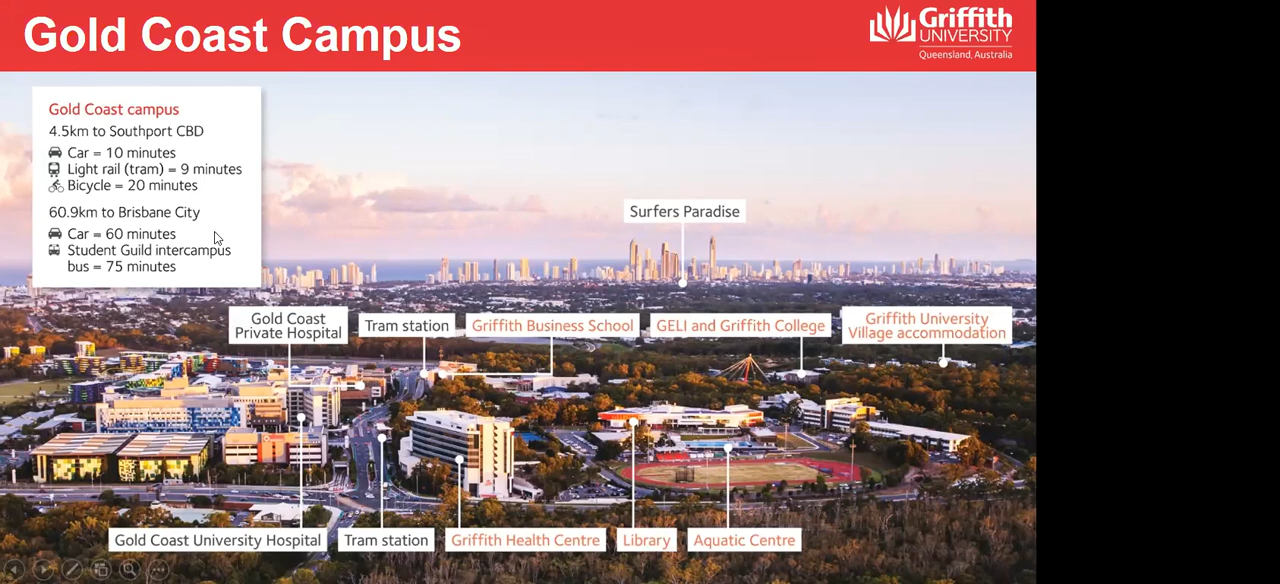 Gold Coast Campus
Griffith
UNIVERSITY
Queensland, Australia
Gold Coast campus
4.5km to Southport CBD
Car = 10 minutes
Light rail (tram) = 9 minutes
Bicycle = 20 minutes
60.9km to Brisbane City
Car = 60 minutes
Student Guild intercampus
bus = 75 minutes
Surfers Paradise
Gold Coast
Private Hospital
Tram station
Griffith Business School
GELI and Griffith College
Griffith University
Village accommodation
Gold Coast University Hospital
Tram station
Griffith Health Centre
Library
Aquatic Centre